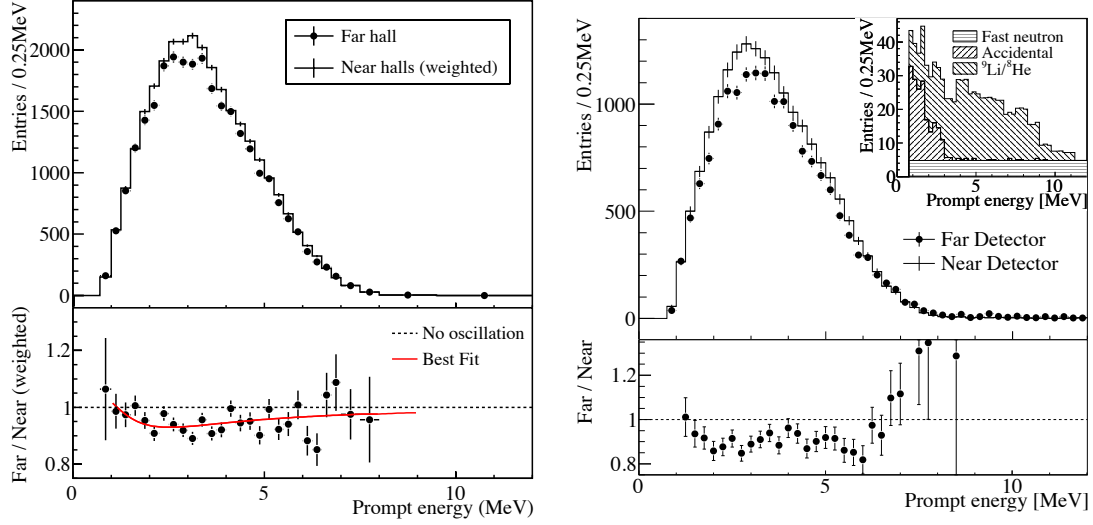 Entries / 0.25MeV
2000
1500
1000
500
0
Far hall
Near halls (weighted)
Far / Near (weighted)
1.2
1
0.8
No oscillation
Best Fit
0
5
10
Prompt energy (MeV)
Entries / 0.25MeV
1000
500
0
Entries / 0.25MeV
40
30
20
10
0
Fast neutron
Accidental
⁹Li/⁸He
5
10
Prompt energy [MeV]
Far Detector
Near Detector
Far / Near
1.2
1
0.8
0
5
10
Prompt energy [MeV]